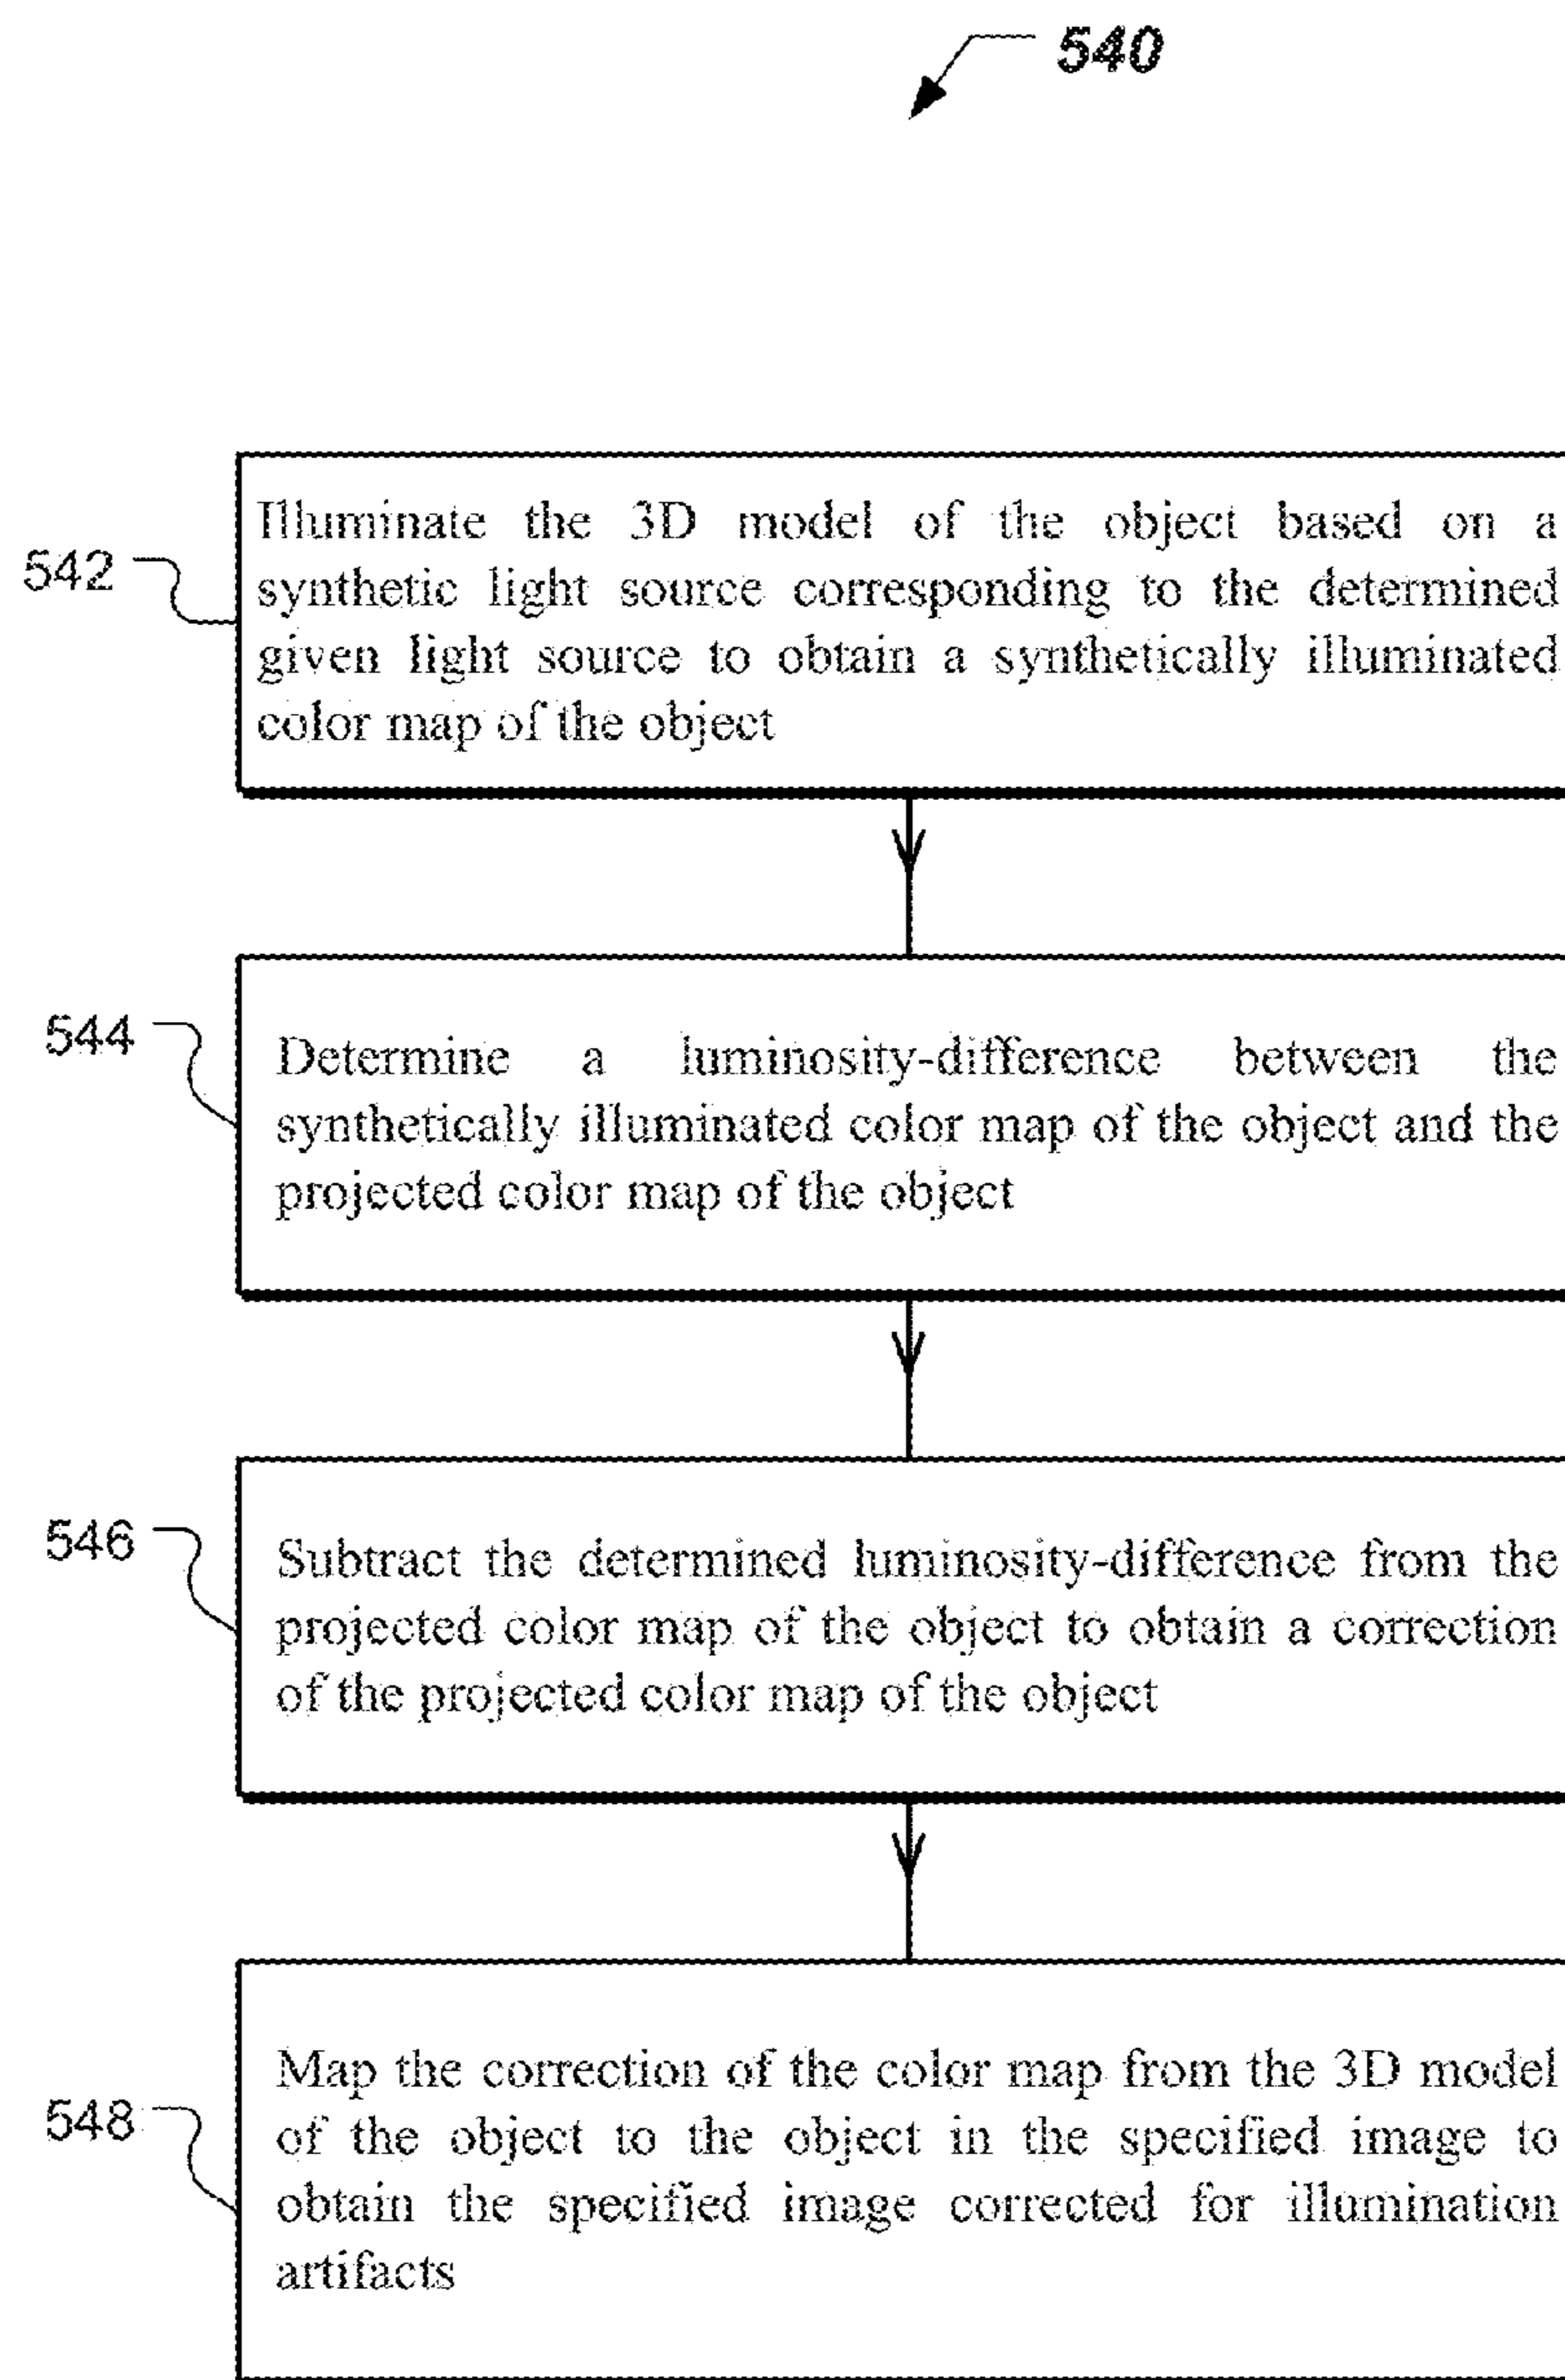 540
542
Illuminate the 3D model of the object based on a
synthetic light source corresponding to the determined
given light source to obtain a synthetically illuminated
color map of the object
544
Determine a luminosity-difference between the
synthetically illuminated color map of the object and the
projected color map of the object
546
Subtract the determined luminosity-difference from the
projected color map of the object to obtain a correction
of the projected color map of the object
548
Map the correction of the color map from the 3D model
of the object to the object in the specified image to
obtain the specified image corrected for illumination
artifacts